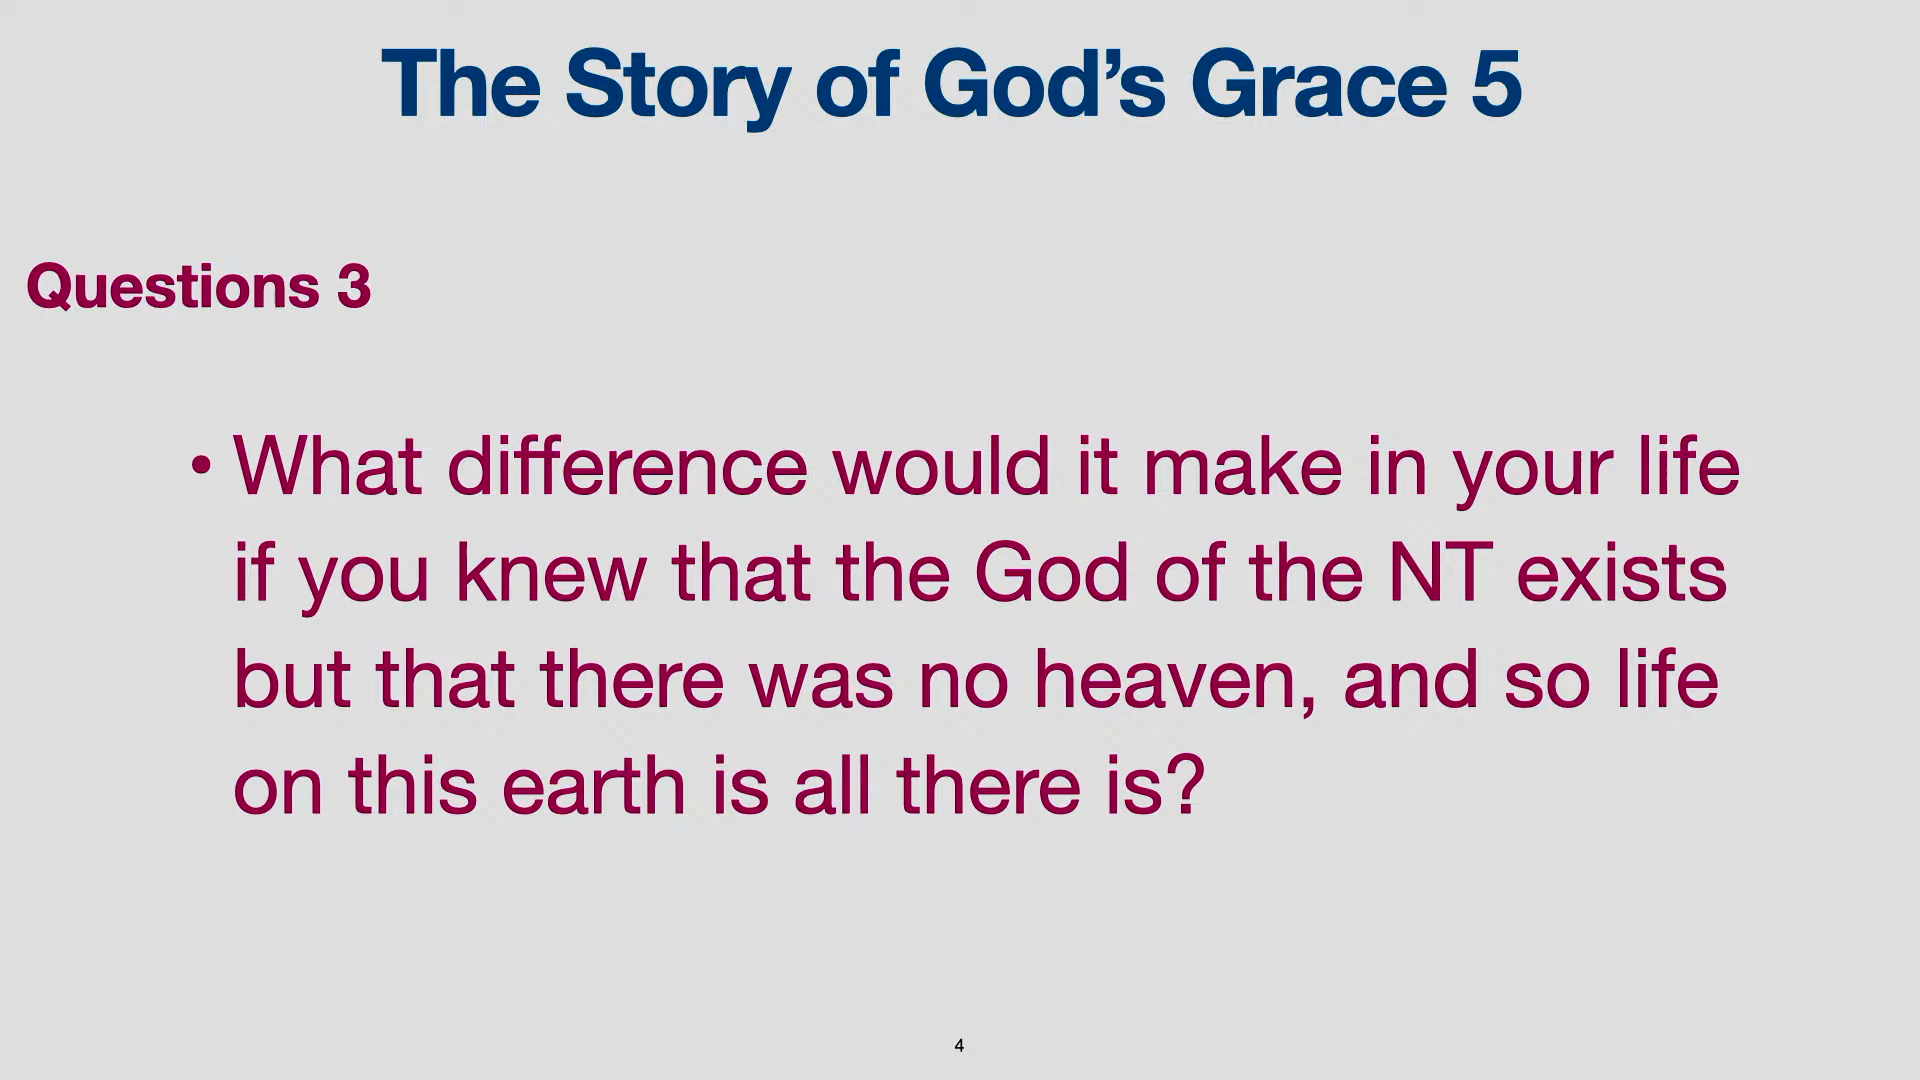 The Story of God’s Grace 5
Questions 3
• What difference would it make in your life
if you knew that the God of the NT exists
but that there was no heaven, and so life
on this earth is all there is?
4